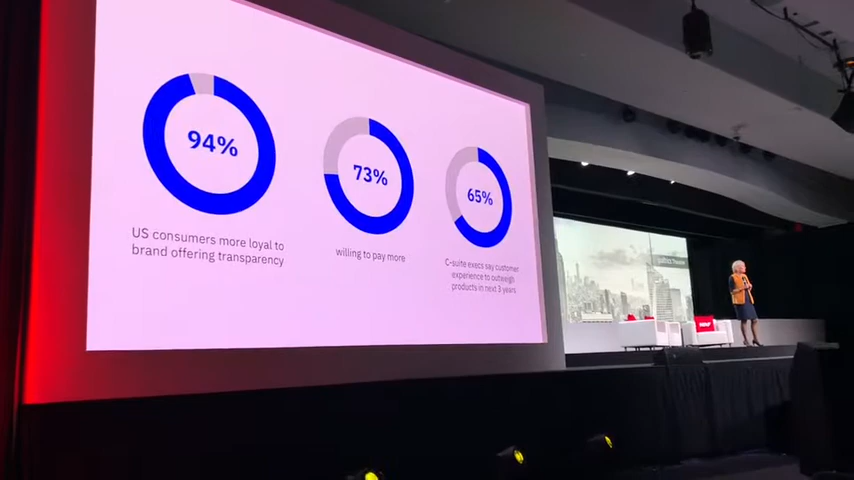 94%
US consumers more loyal to
brand offering transparency
73%
willing to pay more
65%
C-suite execs say customer
experience to outweigh
products in next 3 years